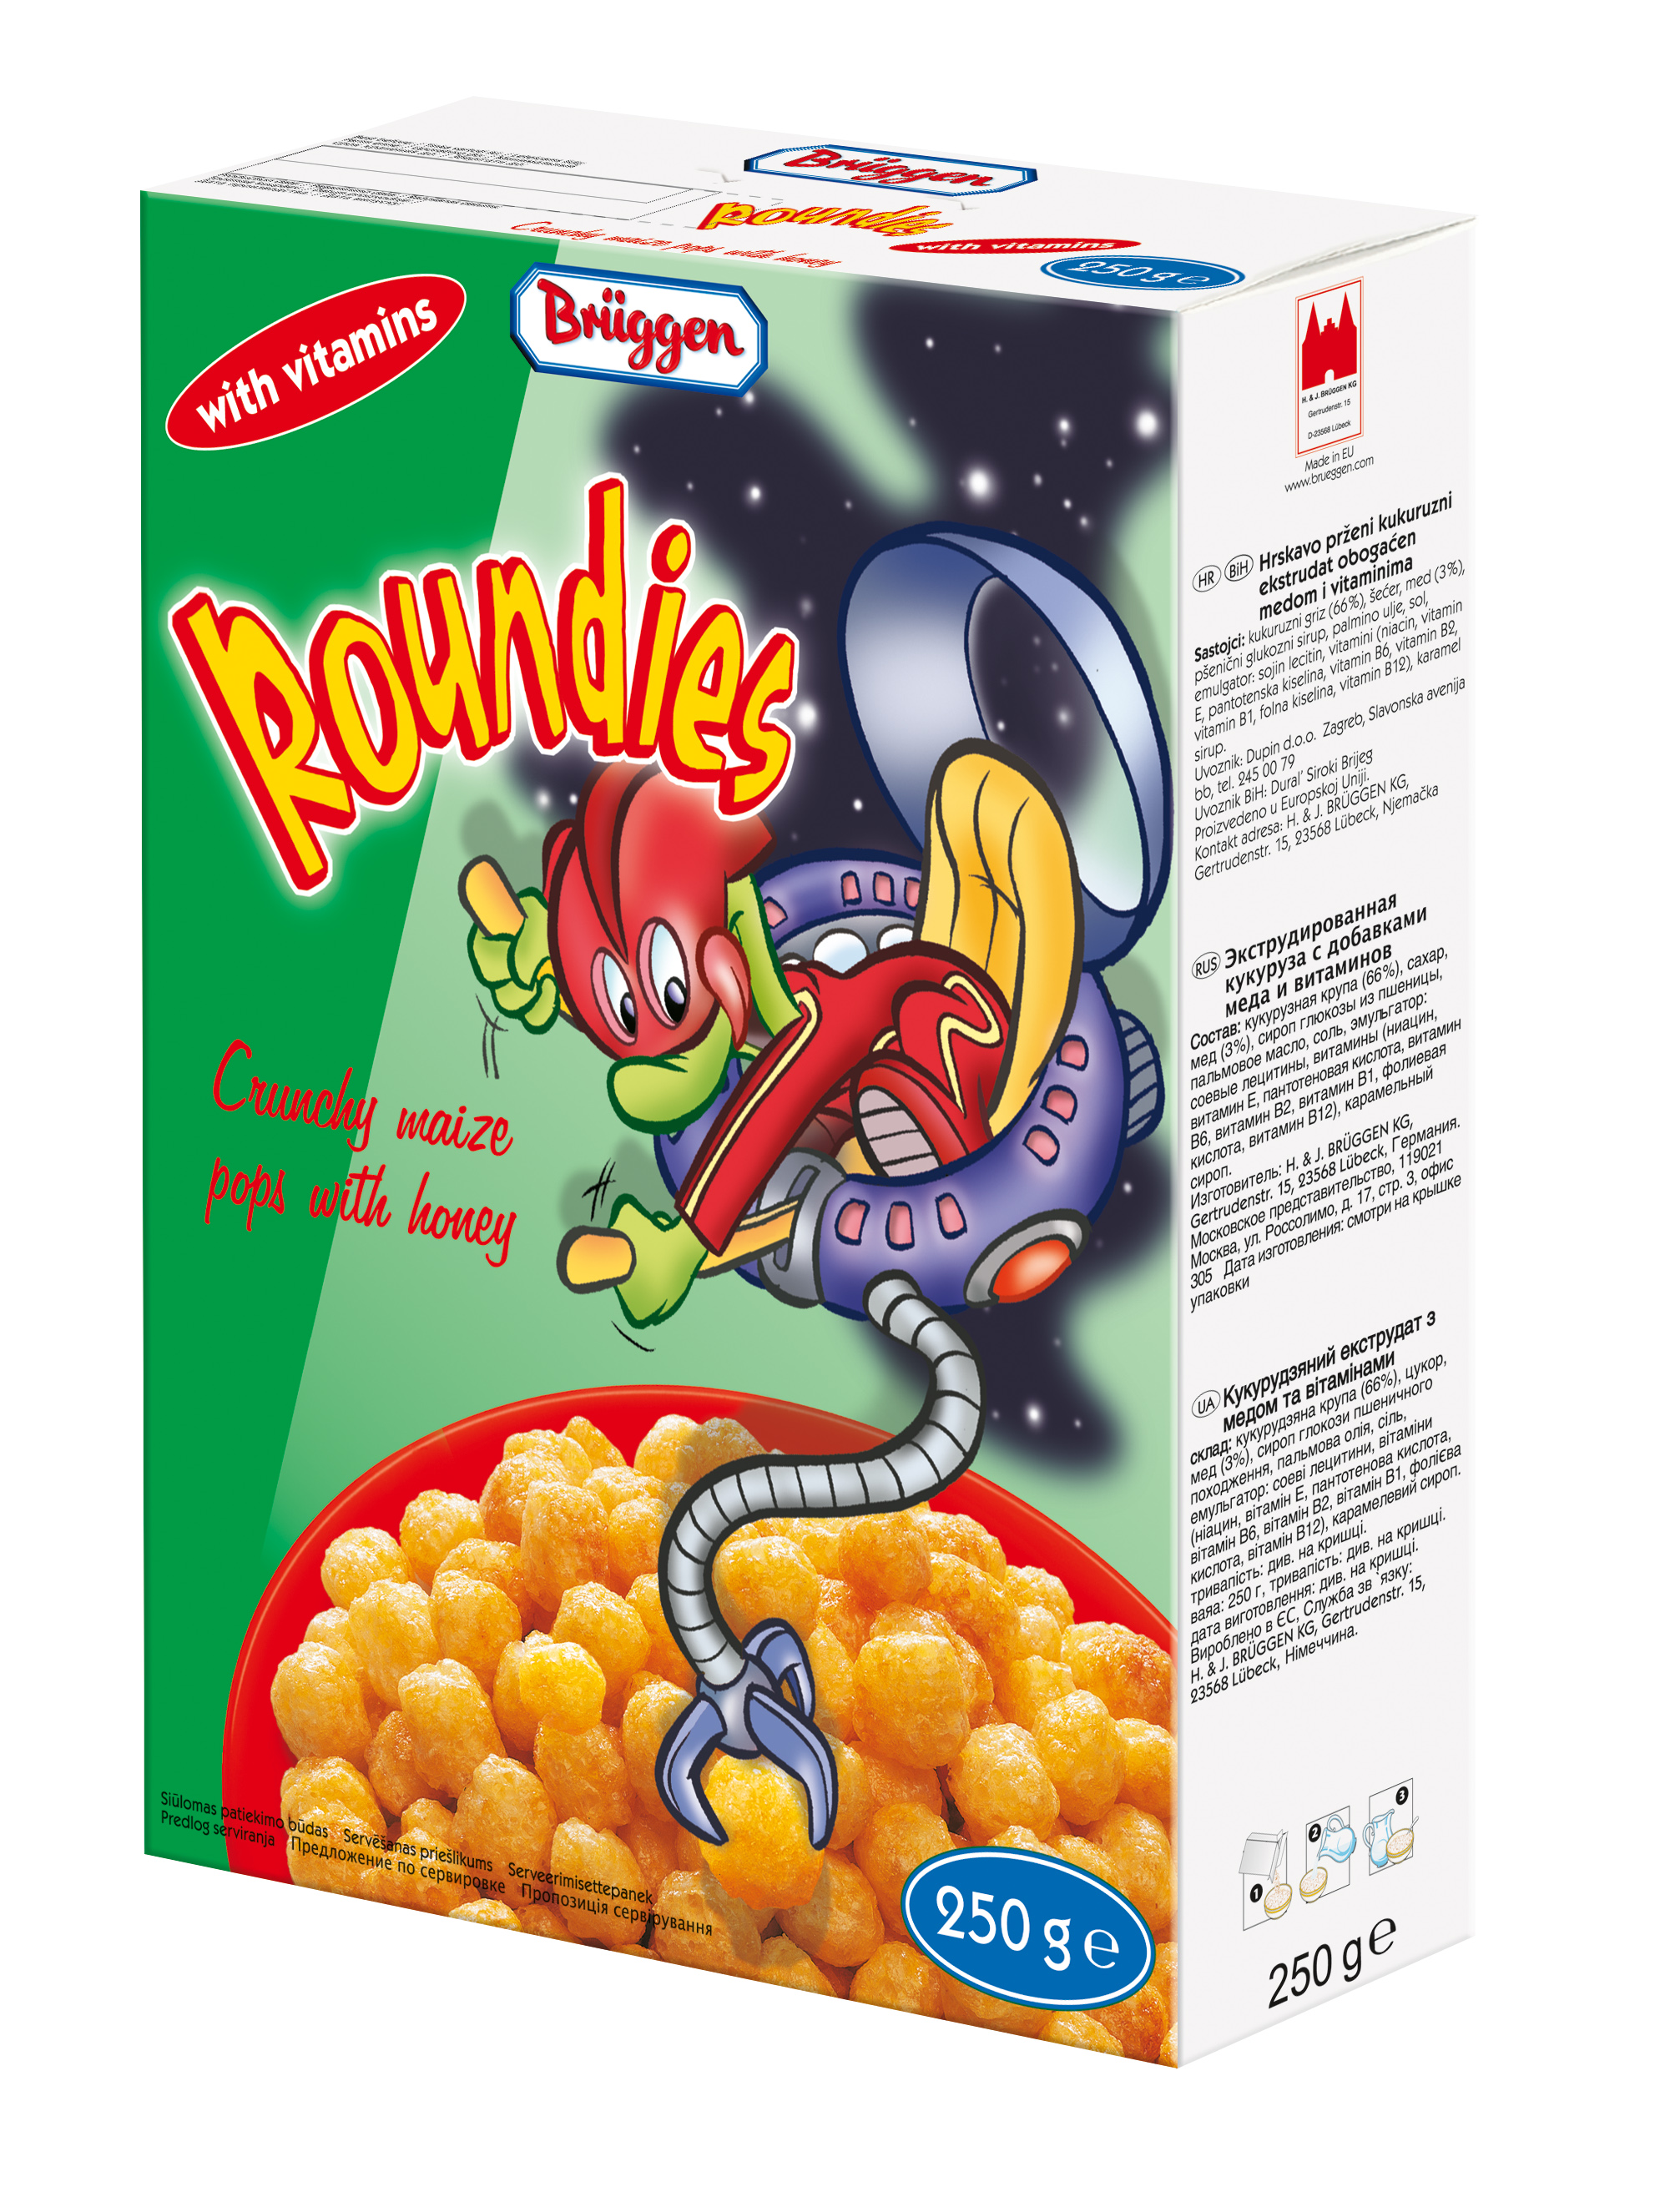 Brüggen
Roundies
Crunchy maize pops with honey
with vitamins
250 g e
with vitamins
Brüggen
Roundies
Crunchy maize
pops with honey
Siūlomas patiekimo būdas Servēšanas priešlikums Serveerimisettepanek
Predlog serviranja Предложение по сервировке Пропозиція сервірування
250 g e
H. & J. BRÜGGEN KG
Gertrudenstr. 15
D-23568 Lübeck
Made in EU
www.brueggen.com
HR BiH Hrskavo prženi kukuruzni
ekstrudat obogaćen
medom i vitaminima
Sastojci: kukuruzni griz (66%), šećer, med (3%),
pšenični glukozni sirup, palmino ulje, sol,
emulgator: sojin lecitin, vitamini (niacin, vitamin
E, pantotenska kiselina, vitamin B6, vitamin B2,
vitamin B1, folna kiselina, vitamin B12), karamel
sirup.
Uvoznik: Dupin d.o.o. Zagreb, Slavonska avenija
bb, tel. 245 00 79
Uvoznik BiH: Dural' Siroki Brijeg
Proizvedeno u Europskoj Uniji.
Kontakt adresa: H. & J. BRÜGGEN KG,
Gertrudenstr. 15, 23568 Lübeck, Njemačka
RUS Экструдированная
кукуруза с добавками
меда и витаминов
Состав: кукурузная крупа (66%), сахар,
мед (3%), сироп глюкозы из пшеницы,
пальмовое масло, соль, эмульгатор:
соевые лецитины, витамины (ниацин,
витамин Е, пантотеновая кислота, витамин
В6, витамин В2, витамин В1, фолиевая
кислота, витамин В12), карамельный
сироп.
Изготовитель: H. & J. BRÜGGEN KG,
Gertrudenstr. 15, 23568 Lübeck, Германия.
Московское представительство, 119021
Москва, ул. Россолимо, д. 17, стр. 3, офис
305 Дата изготовления: смотри на крышке
упаковки
UA Кукурудзяний екструдат з
медом та вітамінами
склад: кукурудзяна крупа (66%), цукор,
мед (3%), сироп глюкози пшеничного
походження, пальмова олія, сіль,
емульгатор: соеві лецитини, вітаміни
(ніацин, вітамін Е, пантотенова кислота,
вітамін В6, вітамін В2, вітамін В1, фолієва
кислота, вітамін В12), карамелевий сироп.
тривапість: див. на кришці.
вага: 250 г, тривапість: див. на кришці.
дата виготовлення: див. на кришці.
Вироблено в ЄС, Служба зв`язку:
H. & J. BRÜGGEN KG, Gertrudenstr. 15,
23568 Lübeck, Німеччина.
1
2
3
250 g e